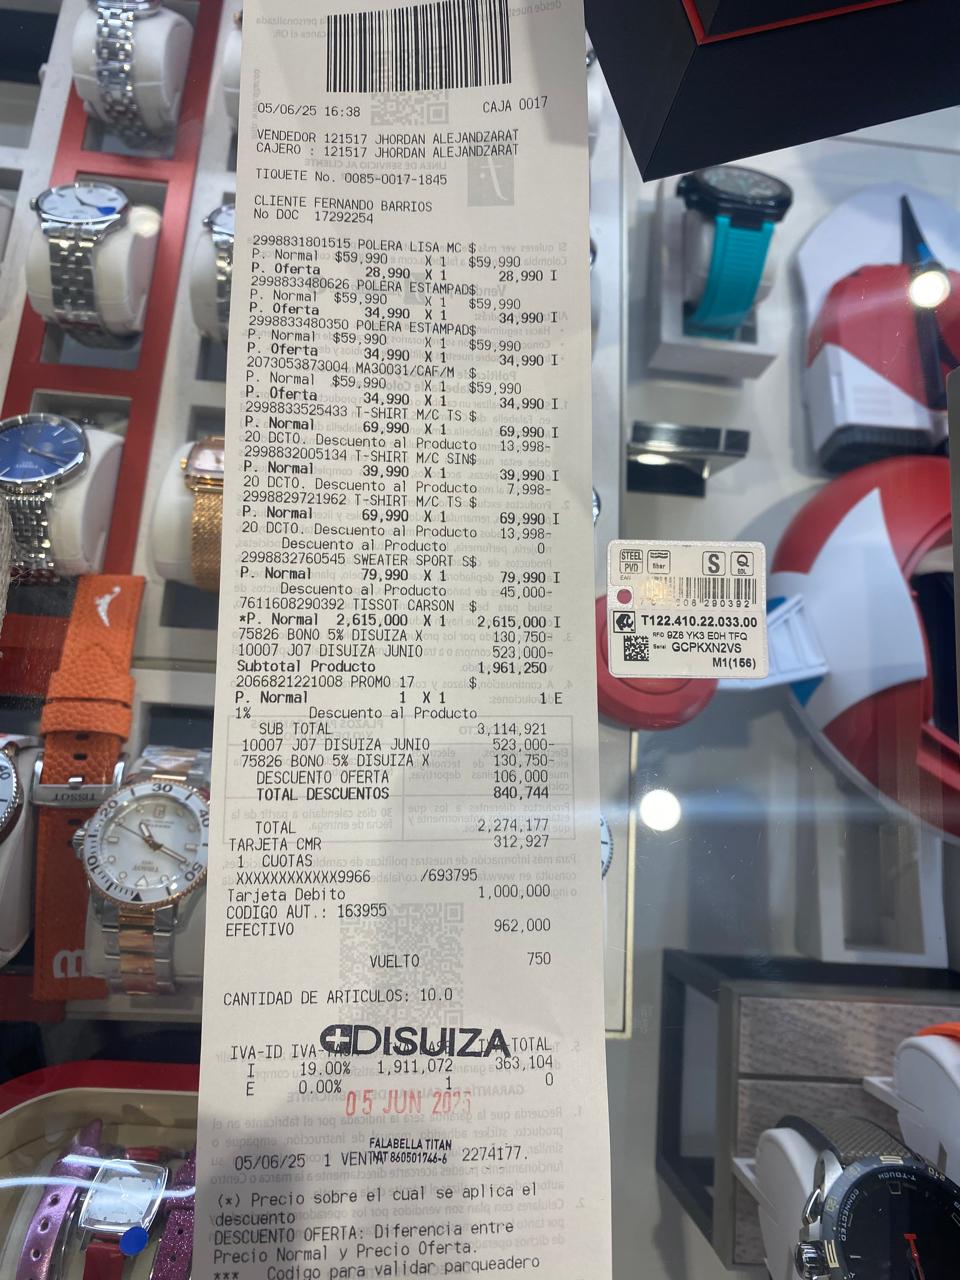 05/06/25 16:38 CAJA 0017
VENDEDOR 121517 JHORDAN ALEJANDZARAT
CAJERO : 121517 JHORDAN ALEJANDZARAT
TIQUETE No. 0085-0017-1845
CLIENTE FERNANDO BARRIOS
No DOC 17292254
2998831801515 POLERA LISA MC $
P. Normal $59,990 X 1 $59,990
P. Oferta 28,990 X 1 28,990 I
2998833480626 POLERA ESTAMPAD$
P. Normal $59,990 X 1 $59,990
P. Oferta 34,990 X 1 34,990 I
2998833480350 POLERA ESTAMPAD$
P. Normal $59,990 X 1 $59,990
P. Oferta 34,990 X 1 34,990 I
2073053873004 MA30031/CAF/M $
P. Normal $59,990 X 1 $59,990
P. Oferta 34,990 X 1 34,990 I
2998833525433 T-SHIRT M/C TS $
P. Normal 69,990 X 1 69,990 I
20 DCTO. Descuento al Producto 13,998-
2998832005134 T-SHIRT M/C SIN$
P. Normal 39,990 X 1 39,990 I
20 DCTO. Descuento al Producto 7,998-
2998829721962 T-SHIRT M/C TS $
P. Normal 69,990 X 1 69,990 I
20 DCTO. Descuento al Producto 13,998-
Descuento al Producto 0
2998832760545 SWEATER SPORT S$
P. Normal 79,990 X 1 79,990 I
Descuento al Producto 45,000-
7611608290392 TISSOT CARSON $
*P. Normal 2,615,000 X 1 2,615,000 I
75826 BONO 5% DISUIZA X 130,750-
10007 J07 DISUIZA JUNIO 523,000-
Subtotal Producto 1,961,250
2066821221008 PROMO 17 $
P. Normal 1 X 1 1 E
1% Descuento al Producto
SUB TOTAL 3,114,921
10007 J07 DISUIZA JUNIO 523,000-
75826 BONO 5% DISUIZA X 130,750-
DESCUENTO OFERTA 106,000
TOTAL DESCUENTOS 840,744
TOTAL 2,274,177
TARJETA CMR 312,927
1 CUOTAS
XXXXXXXXXXXX9966 /693795
Tarjeta Debito 1,000,000
CODIGO AUT.: 163955
EFECTIVO 962,000
VUELTO 750
CANTIDAD DE ARTICULOS: 10.0
DISUIZA
IVA-ID
I 19.00% 1,911,072 363,104
E 0.00% 1 0
05 JUN
FALABELLA TITAN
NIT 860501746-6
05/06/25 1 2274177.
(*) Precio sobre el cual se aplica el
descuento
DESCUENTO OFERTA: Diferencia entre
Precio Normal y Precio Oferta.
*** Codigo para validar parqueadero
STEEL
PVD
S
Q
EOL
EAN
T122.410.22.033.00
RFID 9Z6 YK3 E0H TFQ
Serial GCPKXN2VS
M1(156)
TISSOT